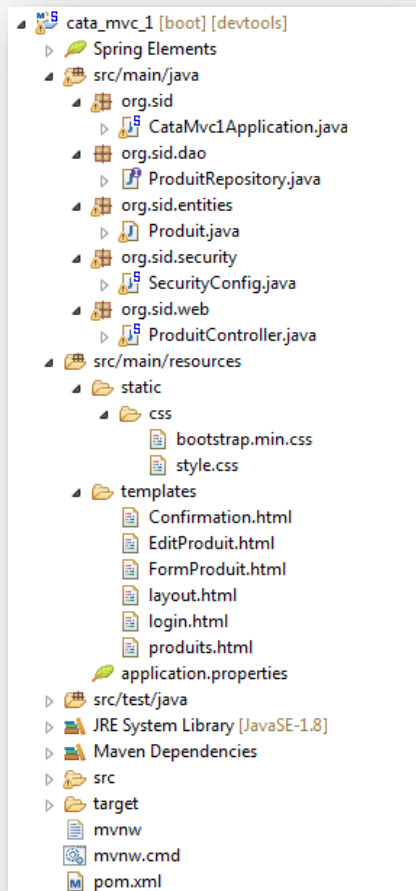 cata_mvc_1 [boot] [devtools]
Spring Elements
src/main/java
org.sid
CataMvc1Application.java
org.sid.dao
ProduitRepository.java
org.sid.entities
Produit.java
org.sid.security
SecurityConfig.java
org.sid.web
ProduitController.java
src/main/resources
static
css
bootstrap.min.css
style.css
templates
Confirmation.html
EditProduit.html
FormProduit.html
layout.html
login.html
produits.html
application.properties
src/test/java
JRE System Library [JavaSE-1.8]
Maven Dependencies
src
target
mvnw
mvnw.cmd
pom.xml